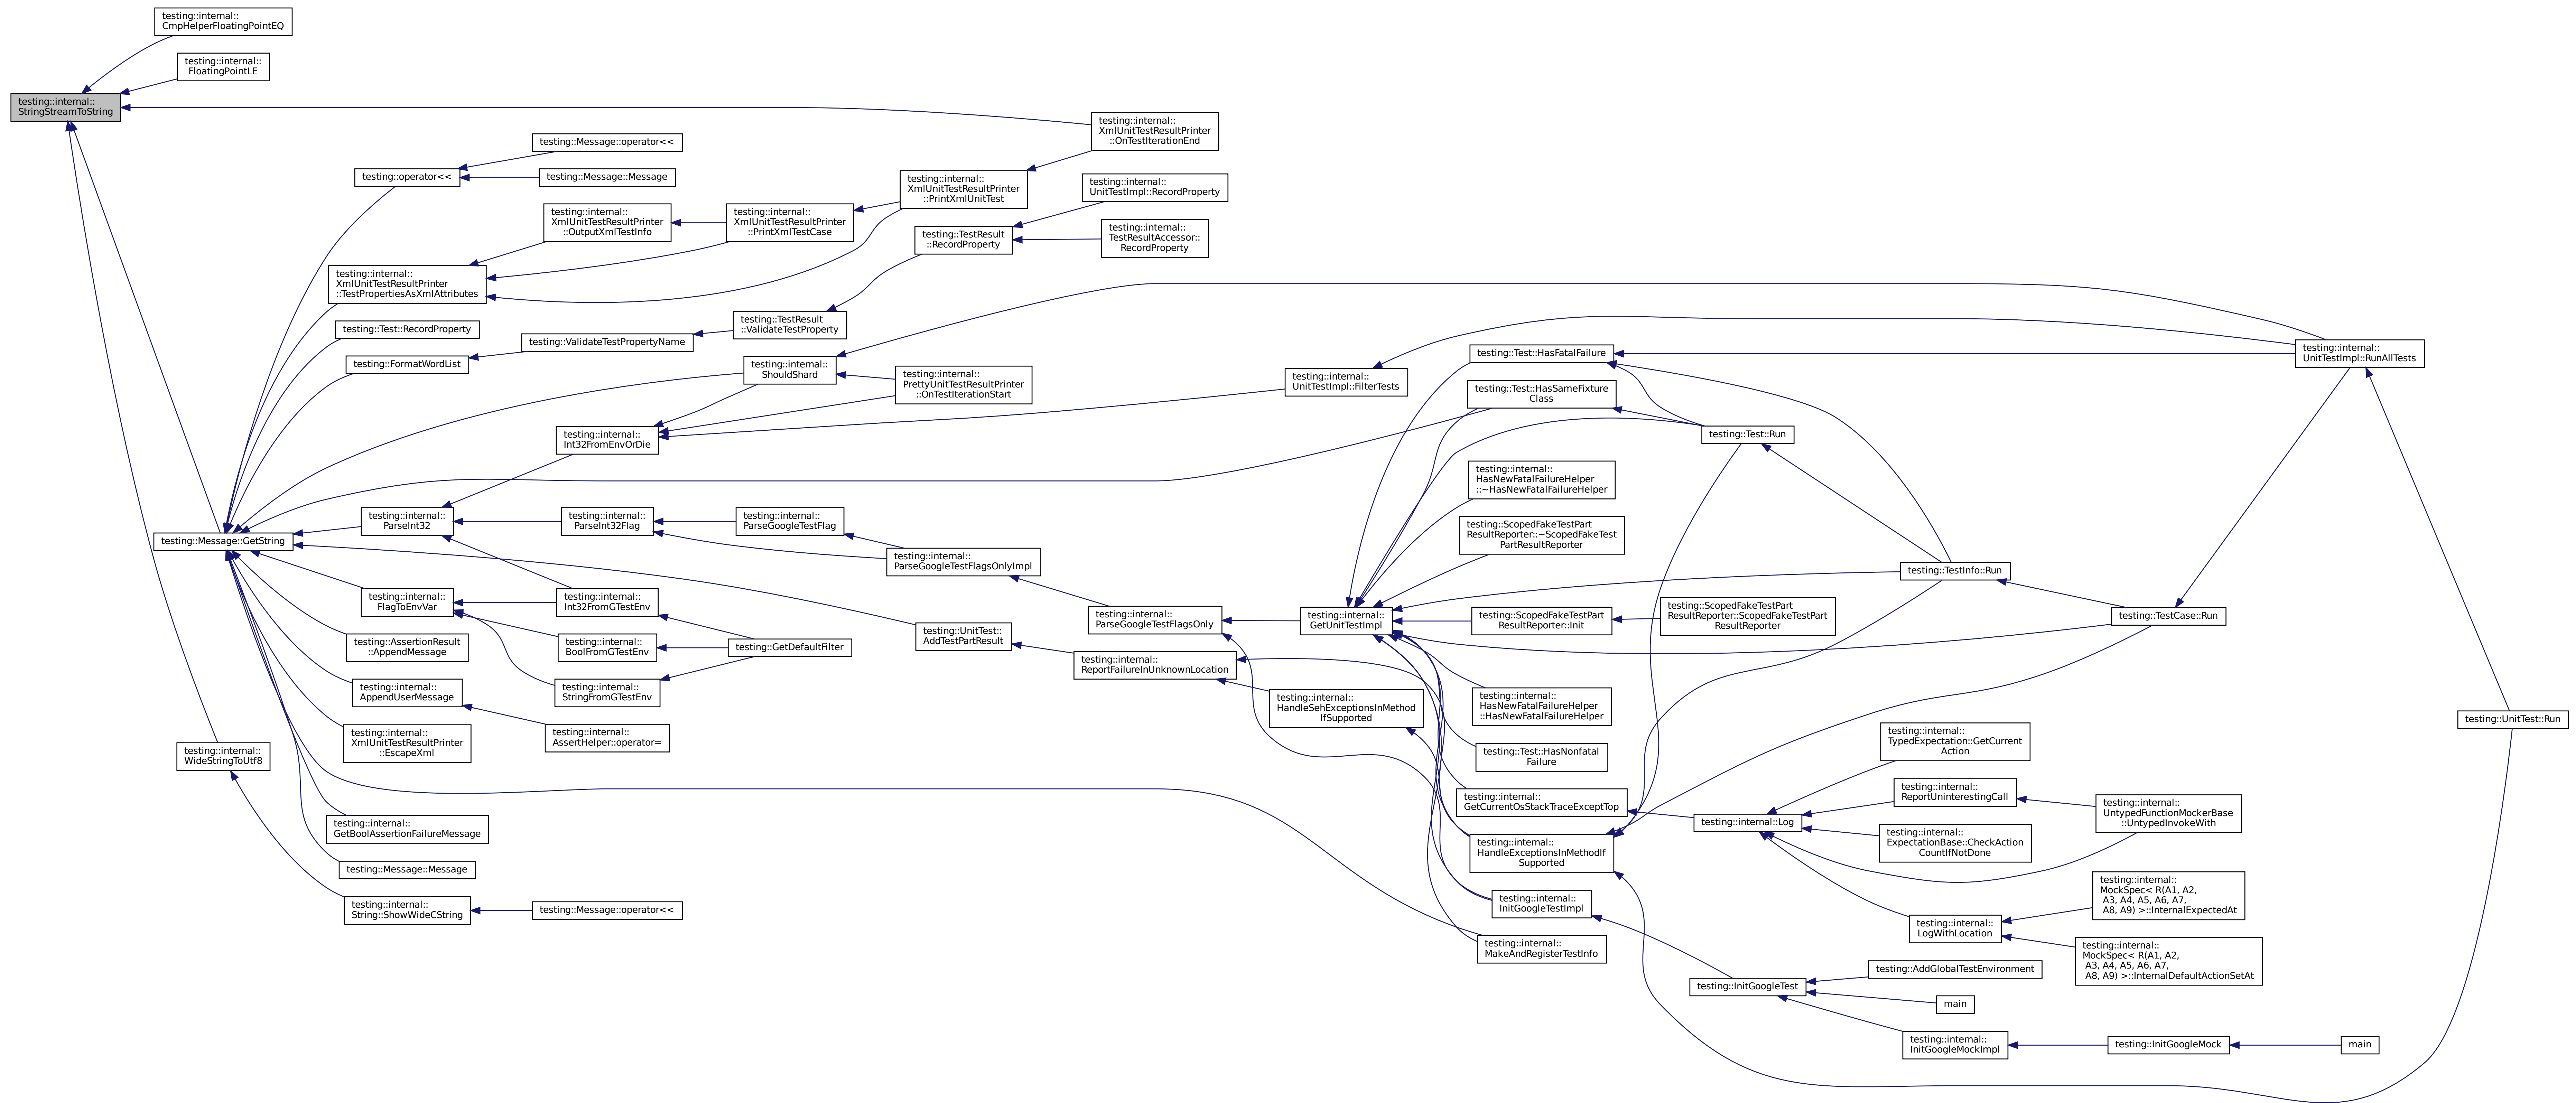 testing::internal::
CmpHelperFloatingPointEQ
testing::internal::
FloatingPointLE
testing::internal::
StringStreamToString
testing::Message::GetString
testing::internal::
WideStringToUtf8
testing::operator<<
testing::internal::
XmlUnitTestResultPrinter
::TestPropertiesAsXmlAttributes
testing::Test::RecordProperty
testing::FormatWordList
testing::internal::
ParseInt32
testing::internal::
FlagToEnvVar
testing::AssertionResult
::AppendMessage
testing::internal::
AppendUserMessage
testing::internal::
XmlUnitTestResultPrinter
::EscapeXml
testing::internal::
GetBoolAssertionFailureMessage
testing::Message::Message
testing::internal::
String::ShowWideCString
testing::Message::operator<<
testing::Message::Message
testing::internal::
XmlUnitTestResultPrinter
::OutputXmlTestInfo
testing::ValidateTestPropertyName
testing::internal::
Int32FromEnvOrDie
testing::internal::
ParseInt32Flag
testing::internal::
Int32FromGTestEnv
testing::internal::
BoolFromGTestEnv
testing::internal::
StringFromGTestEnv
testing::internal::
AssertHelper::operator=
testing::Message::operator<<
testing::internal::
XmlUnitTestResultPrinter
::PrintXmlTestCase
testing::TestResult
::ValidateTestProperty
testing::internal::
ShouldShard
testing::internal::
ParseGoogleTestFlag
testing::GetDefaultFilter
testing::internal::
XmlUnitTestResultPrinter
::PrintXmlUnitTest
testing::TestResult
::RecordProperty
testing::internal::
PrettyUnitTestResultPrinter
::OnTestIterationStart
testing::internal::
ParseGoogleTestFlagsOnlyImpl
testing::UnitTest::
AddTestPartResult
testing::internal::
XmlUnitTestResultPrinter
::OnTestIterationEnd
testing::internal::
UnitTestImpl::RecordProperty
testing::internal::
TestResultAccessor::
RecordProperty
testing::internal::
ParseGoogleTestFlagsOnly
testing::internal::
ReportFailureInUnknownLocation
testing::internal::
UnitTestImpl::FilterTests
testing::internal::
GetUnitTestImpl
testing::internal::
HandleSehExceptionsInMethod
IfSupported
testing::Test::HasFatalFailure
testing::Test::HasSameFixture
Class
testing::internal::
HasNewFatalFailureHelper
::~HasNewFatalFailureHelper
testing::ScopedFakeTestPart
ResultReporter::~ScopedFakeTest
PartResultReporter
testing::ScopedFakeTestPart
ResultReporter::Init
testing::internal::
HasNewFatalFailureHelper
::HasNewFatalFailureHelper
testing::Test::HasNonfatal
Failure
testing::internal::
GetCurrentOsStackTraceExceptTop
testing::internal::
HandleExceptionsInMethodIf
Supported
testing::internal::
InitGoogleTestImpl
testing::internal::
MakeAndRegisterTestInfo
testing::Test::Run
testing::ScopedFakeTestPart
ResultReporter::ScopedFakeTestPart
ResultReporter
testing::internal::Log
testing::InitGoogleTest
testing::TestInfo::Run
testing::internal::
TypedExpectation::GetCurrent
Action
testing::internal::
ReportUninterestingCall
testing::internal::
ExpectationBase::CheckAction
CountIfNotDone
testing::internal::
LogWithLocation
testing::AddGlobalTestEnvironment
main
testing::internal::
InitGoogleMockImpl
testing::TestCase::Run
testing::internal::
UntypedFunctionMockerBase
::UntypedInvokeWith
testing::internal::
MockSpec< R(A1, A2,
A3, A4, A5, A6, A7,
A8, A9) >::InternalExpectedAt
testing::internal::
MockSpec< R(A1, A2,
A3, A4, A5, A6, A7,
A8, A9) >::InternalDefaultActionSetAt
testing::InitGoogleMock
testing::internal::
UnitTestImpl::RunAllTests
main
testing::UnitTest::Run